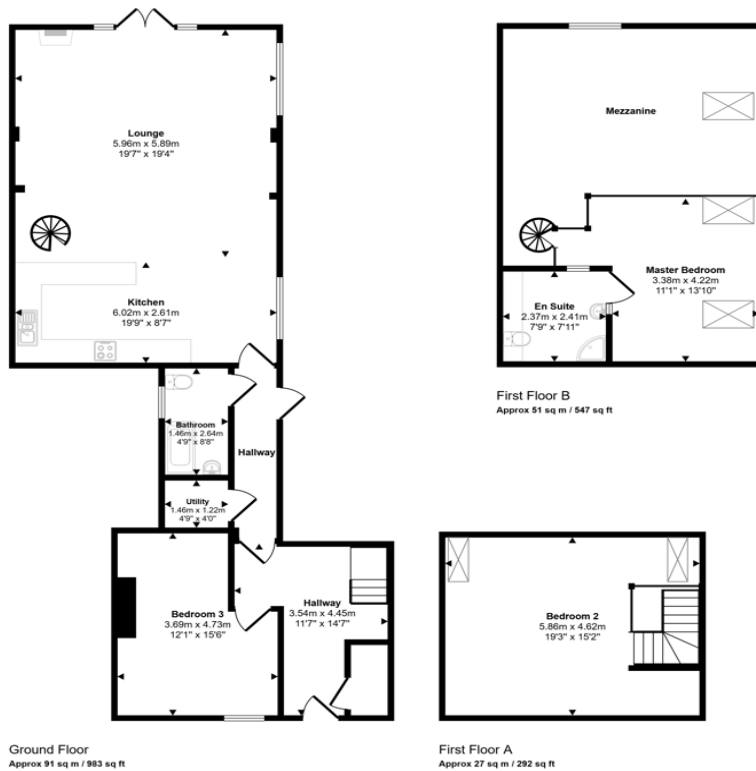 Lounge
5.96m x 5.89m
19'7" x 19'4"
Kitchen
6.02m x 2.61m
19'9" x 8'7"
Bathroom
1.46m x 2.64m
4'9" x 8'8"
Hallway
Utility
1.46m x 1.22m
4'9" x 4'0"
Bedroom 3
3.69m x 4.73m
12'1" x 15'6"
Hallway
3.54m x 4.45m
11'7" x 14'7"
Ground Floor
Approx 91 sq m / 983 sq ft
Mezzanine
Master Bedroom
3.38m x 4.22m
11'1" x 13'10"
En Suite
2.37m x 2.41m
7'9" x 7'11"
First Floor B
Approx 51 sq m / 547 sq ft
Bedroom 2
5.86m x 4.62m
19'3" x 15'2"
First Floor A
Approx 27 sq m / 292 sq ft